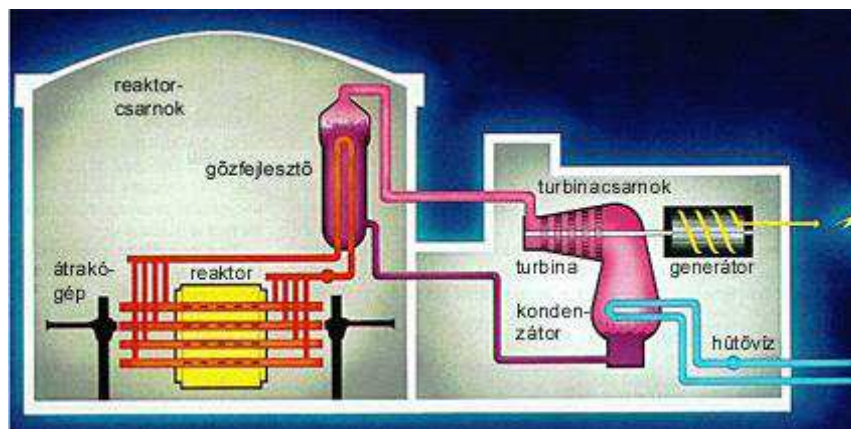 reaktor-
csarnok
gőzfejlesztő
turbinacsarnok
átrakó-
gép
reaktor
turbina
generátor
konden-
zátor
hűtővíz